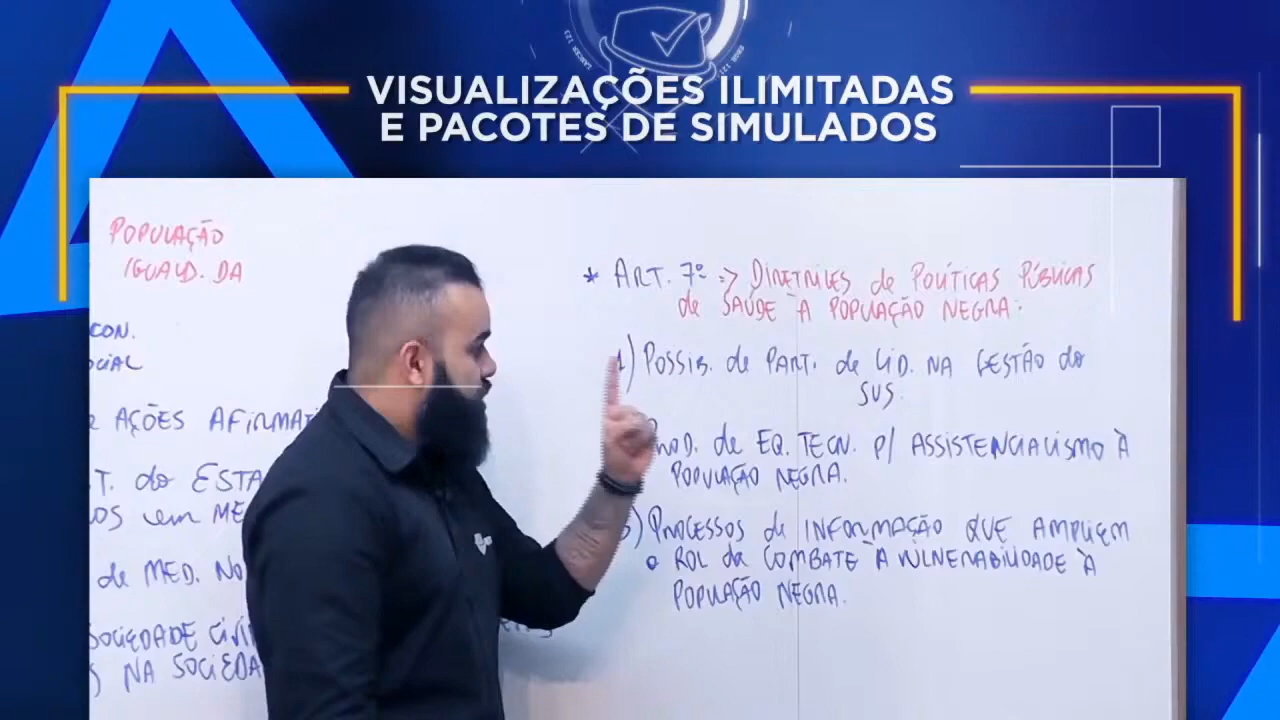 VISUALIZAÇÕES ILIMITADAS
E PACOTES DE SIMULADOS
POPULAÇÃO
IGUALD. DA
CON.
OCIAL
AÇÕES AFIRMAT
T. do ESTA
OS em ME
de MED. NO
SOCIEDADE CIVI
NA SOCIEDA
* ART. 7º => DIRETRIZES de POLÍTICAS PÚBLICAS
de SAÚDE À POPULAÇÃO NEGRA.
1) POSSIB. de PART. de LID. NA GESTÃO do
SUS.
ROD. de EQ. TECN. P/ ASSISTENCIALISMO À
POPULAÇÃO NEGRA.
3) PROCESSOS de INFORMAÇÃO QUE AMPLIEM
o ROL da COMBATE À VULNERABILIDADE À
POPULAÇÃO NEGRA.